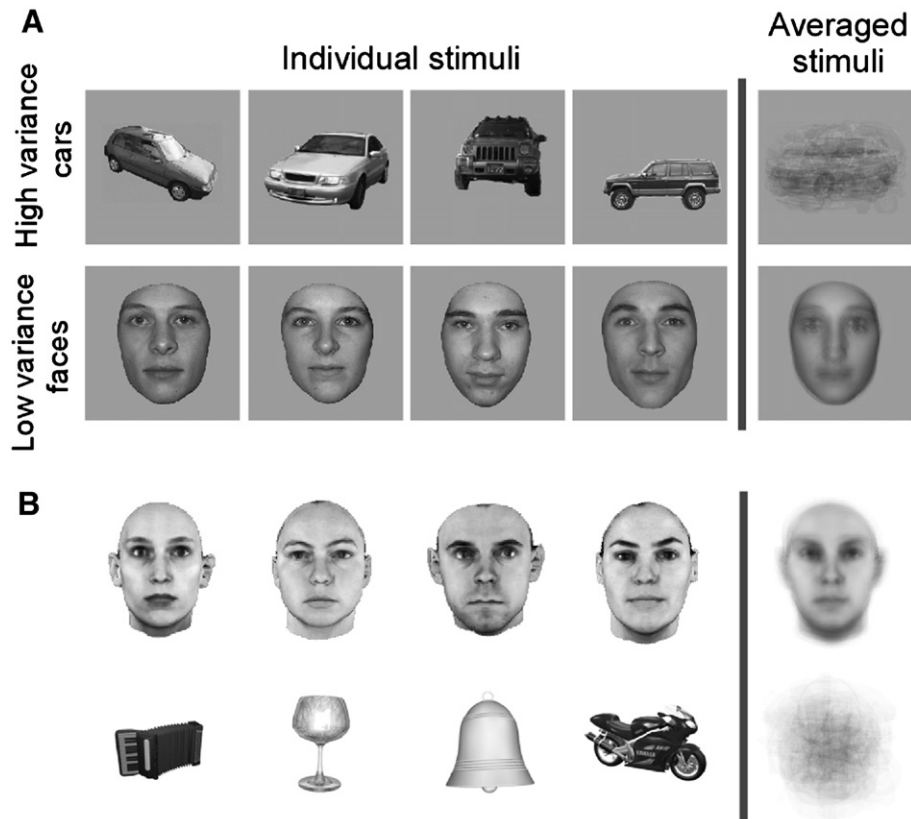 A
Individual stimuli
Averaged
stimuli
High variance
cars
Low variance
faces
B